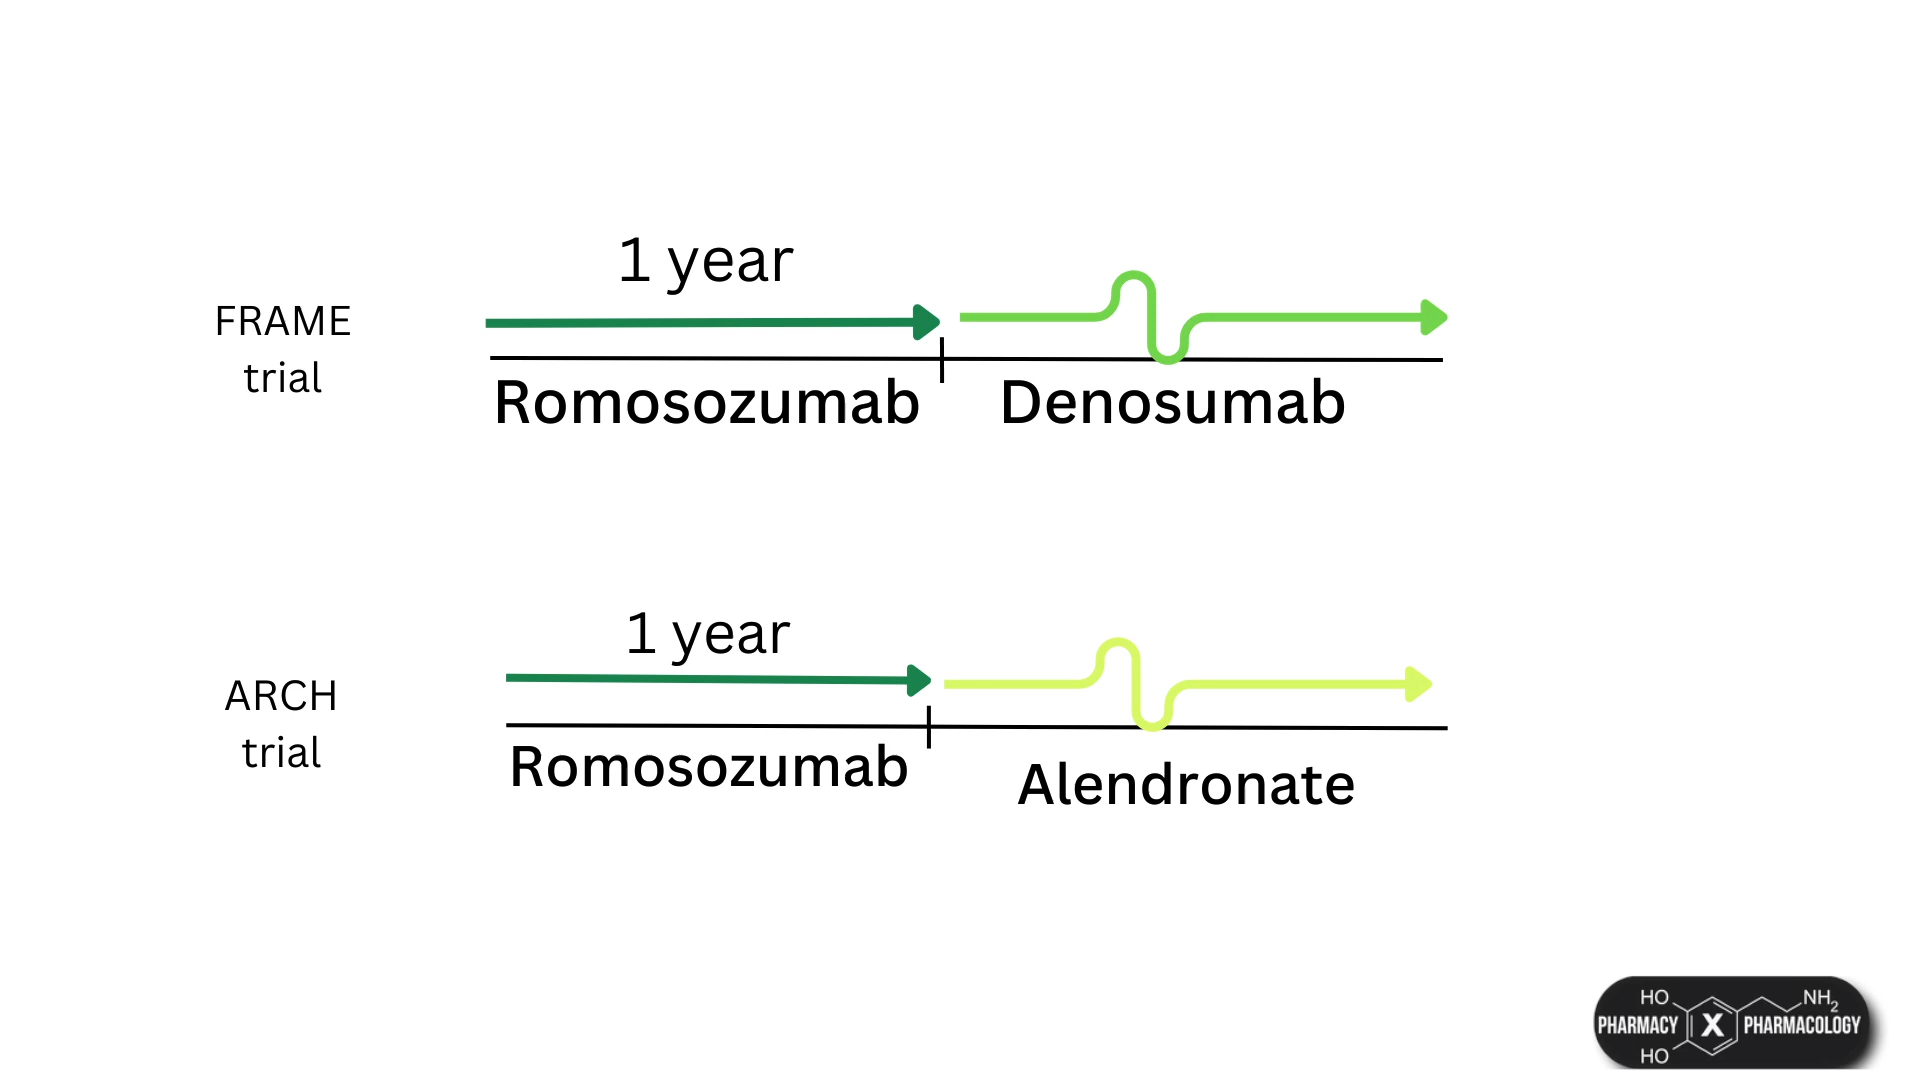 1 year
FRAME
trial
Romosozumab
Denosumab
1 year
ARCH
trial
Romosozumab
Alendronate
HO
NH2
PHARMACY X PHARMACOLOGY
HO